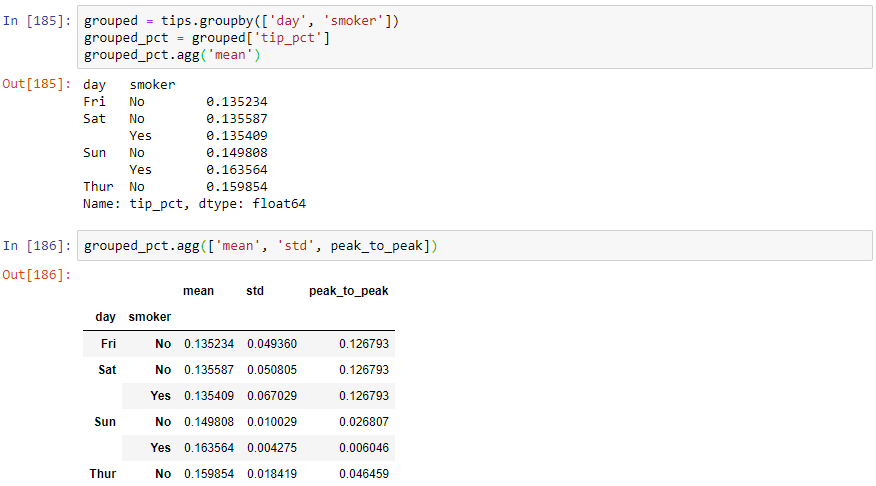 In [185]: grouped = tips.groupby(['day', 'smoker'])
grouped_pct = grouped['tip_pct']
grouped_pct.agg('mean')
Out[185]: day smoker
Fri No 0.135234
Sat No 0.135587
Yes 0.135409
Sun No 0.149808
Yes 0.163564
Thur No 0.159854
Name: tip_pct, dtype: float64
In [186]: grouped_pct.agg(['mean', 'std', peak_to_peak])
Out[186]:
mean std peak_to_peak
day smoker
Fri No 0.135234 0.049360 0.126793
Sat No 0.135587 0.050805 0.126793
Yes 0.135409 0.067029 0.126793
Sun No 0.149808 0.010029 0.026807
Yes 0.163564 0.004275 0.006046
Thur No 0.159854 0.018419 0.046459